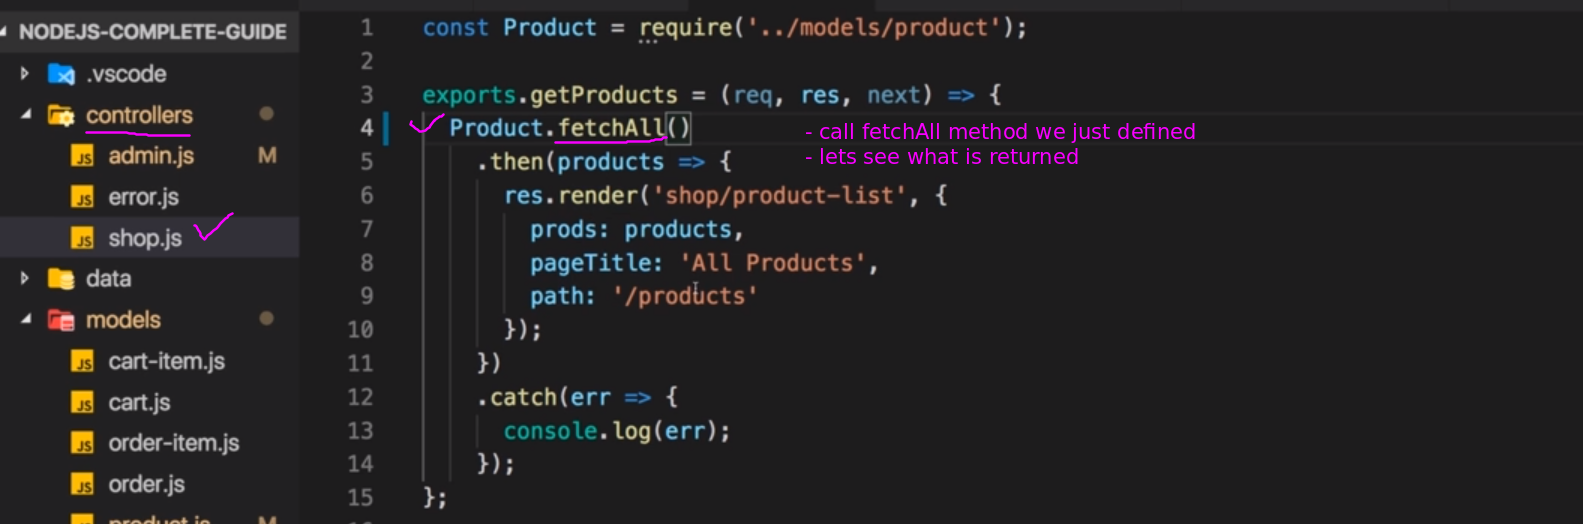 NODEJS-COMPLETE-GUIDE
.vscode
controllers
admin.js M
error.js
shop.js
data
models
cart-item.js
cart.js
order-item.js
order.js
product.js M
1 const Product = require('../models/product');
2
3 exports.getProducts = (req, res, next) => {
4 Product.fetchAll()
- call fetchAll method we just defined
- lets see what is returned
5 .then(products => {
6 res.render('shop/product-list', {
7 prods: products,
8 pageTitle: 'All Products',
9 path: '/products'
10 });
11 })
12 .catch(err => {
13 console.log(err);
14 });
15 };